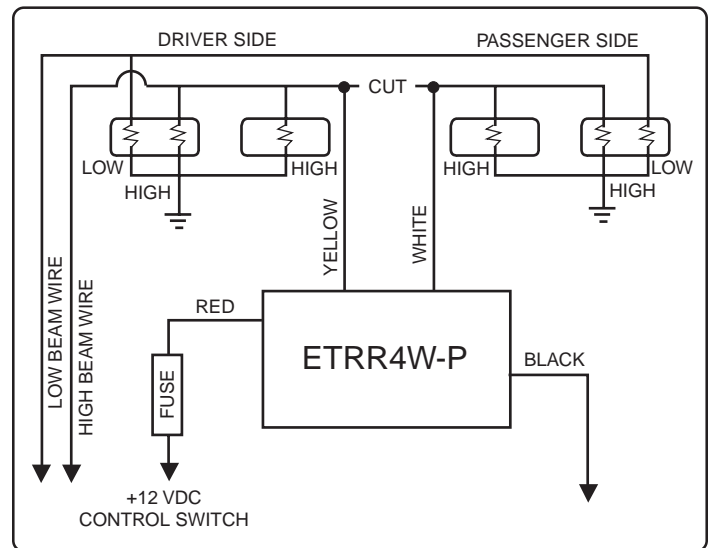 DRIVER SIDE
PASSENGER SIDE
CUT
LOW
HIGH
HIGH
HIGH
LOW
HIGH
YELLOW
WHITE
LOW BEAM WIRE
HIGH BEAM WIRE
RED
ETRR4W-P
BLACK
FUSE
+12 VDC
CONTROL SWITCH